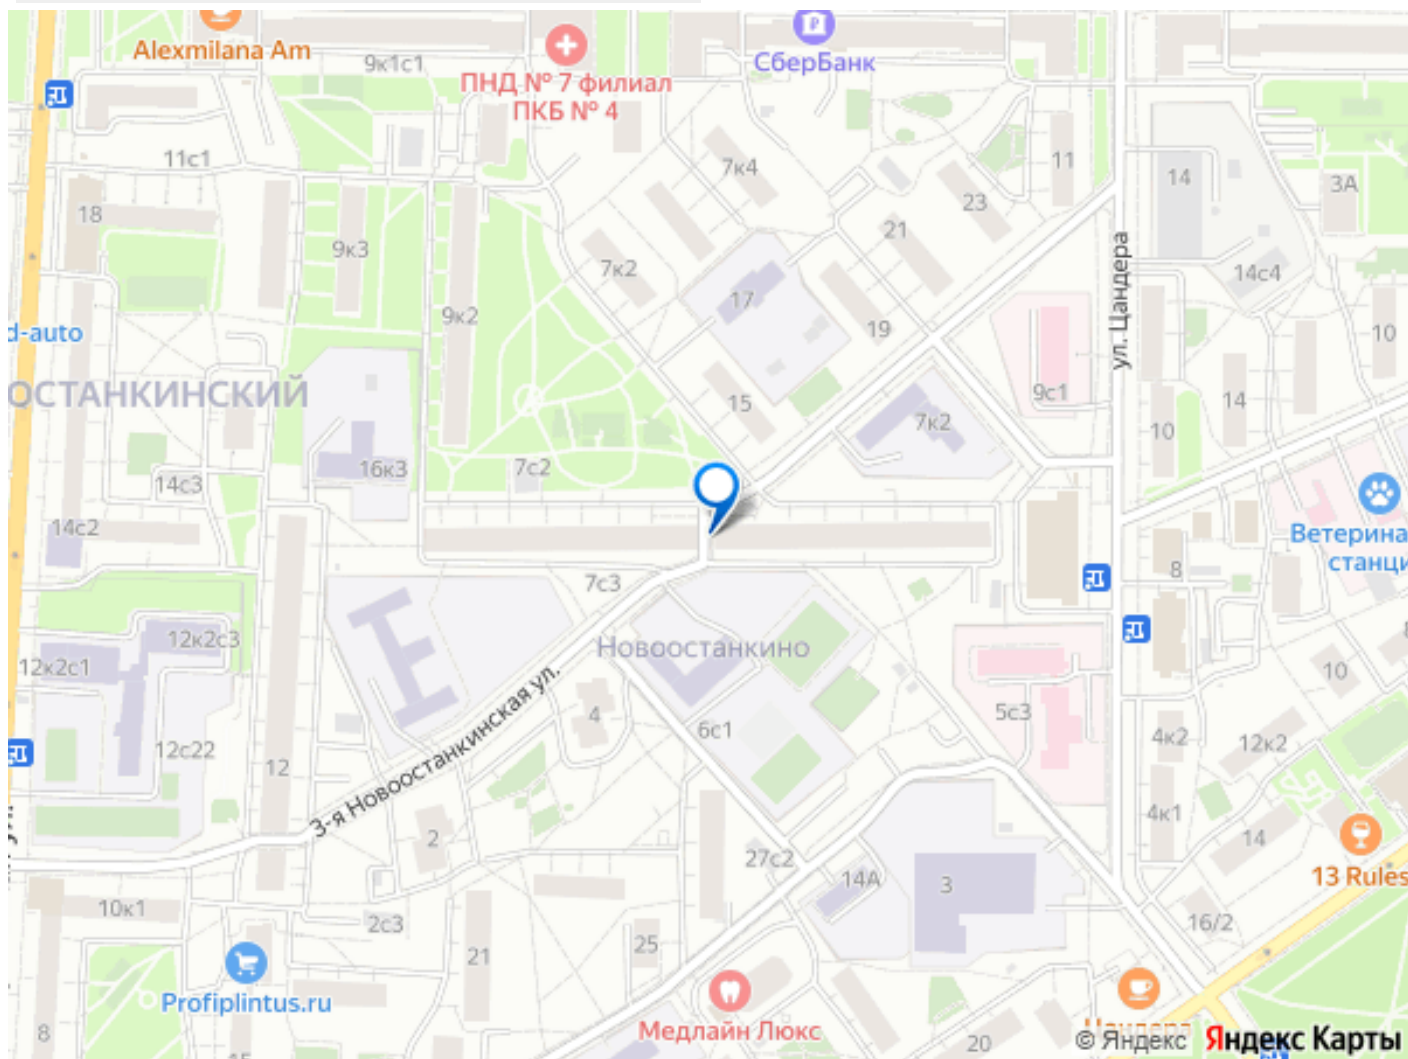 Alexmilana Am
9к1с1
ПНД № 7 филиал
ПКБ № 4
СберБанк
11с1
7к4
11
14
3А
18
23
9к3
7к2
21
ул. Цандера
14с4
17
9к2
19
d-auto
10
ОСТАНКИНСКИЙ
15
9с1
14
7к2
10
16к3
7с2
14с3
14с2
Ветерина
станци
7с3
8
12к2с3
Новоостанкино
12к2с1
10
4
5с3
6с1
4к2
12к2
12с22
12
3-я Новоостанкинская ул.
4к1
2
14
27с2
14А
3
13 Rules
10к1
2с3
16/2
25
21
Profiplintus.ru
Медлайн Люкс
8
20
© Яндекс Яндекс Карты